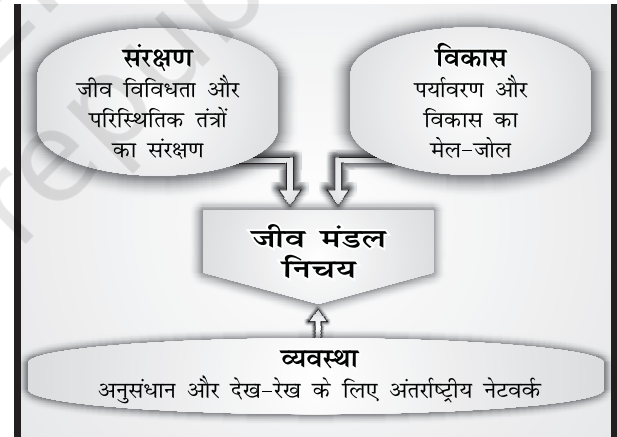 संरक्षण
जीव विविधता और
परिस्थितिक तंत्रों
का संरक्षण
विकास
पर्यावरण और
विकास का
मेल-जोल
जीव मंडल
निचय
व्यवस्था
अनुसंधान और देख-रेख के लिए अंतर्राष्ट्रीय नेटवर्क